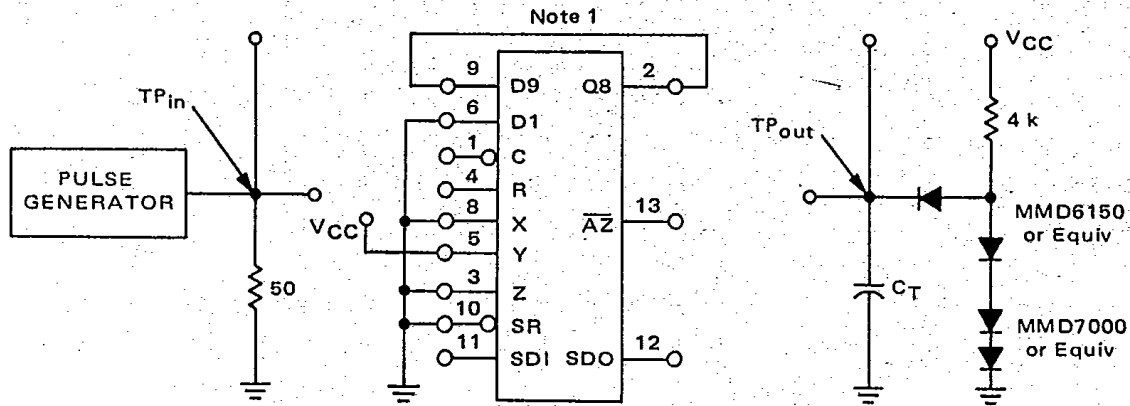 Note 1
TPin
PULSE
GENERATOR
50
VCC
9 D9
6 D1
1 C
4 R
8 X
5 Y
3 Z
10 SR
11 SDI
Q8 2
AZ 13
SDO 12
TPout
VCC
4 k
MMD6150
or Equiv
CT
MMD7000
or Equiv